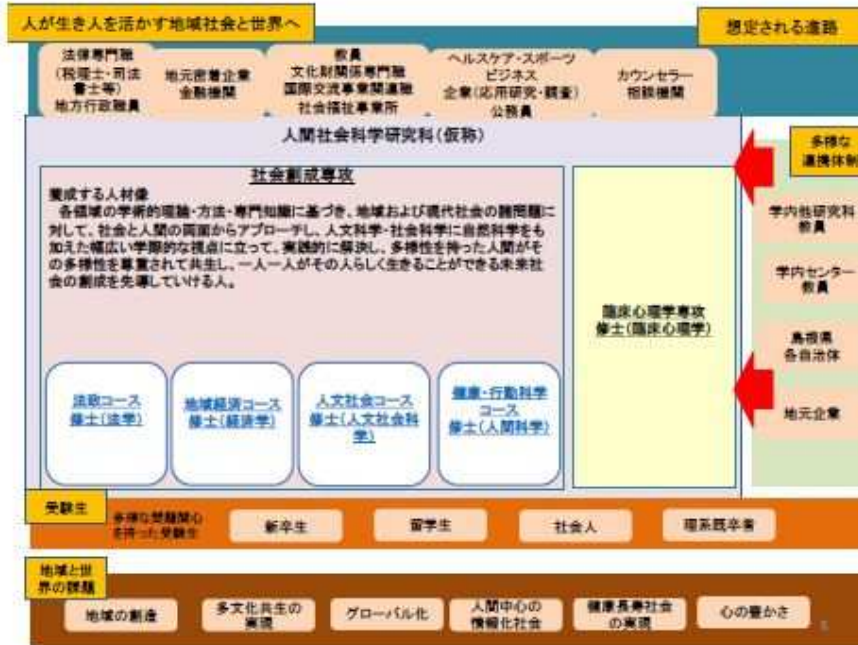 人が生き人を活かす地域社会と世界へ
想定される進路
法律専門職
(税理士・司法
書士等)
地方行政職員
地元密着企業
金融機関
教員
文化財関係専門職
国際交流事業関連職
社会福祉事業所
ヘルスケア・スポーツ
ビジネス
企業(応用研究・調査)
公務員
カウンセラー
相談機関
人間社会科学研究科(仮称)
多様な
連携体制
社会創成専攻
養成する人材像
各領域の学術的理論・方法・専門知識に基づき、地域および現代社会の諸問題に
対して、社会と人間の両面からアプローチし、人文科学・社会科学に自然科学をも
加えた幅広い学際的な視点に立って、実践的に解決し、多様性を持った人間がそ
の多様性を尊重されて共生し、一人一人がその人らしく生きることができる未来社
会の創成を先導していける人。
法政コース
修士(法学)
地域経済コース
修士(経済学)
人文社会コース
修士(人文社会科
学)
健康・行動科学
コース
修士(人間科学)
臨床心理学専攻
修士(臨床心理学)
学内他研究科
教員
学内センター
教員
島根県
各自治体
地元企業
受験生
多様な問題関心
を持った受験生
新卒生
留学生
社会人
理系既卒者
地域と世
界の課題
地域の創造
多文化共生の
実現
グローバル化
人間中心の
情報化社会
健康長寿社会
の実現
心の豊かさ